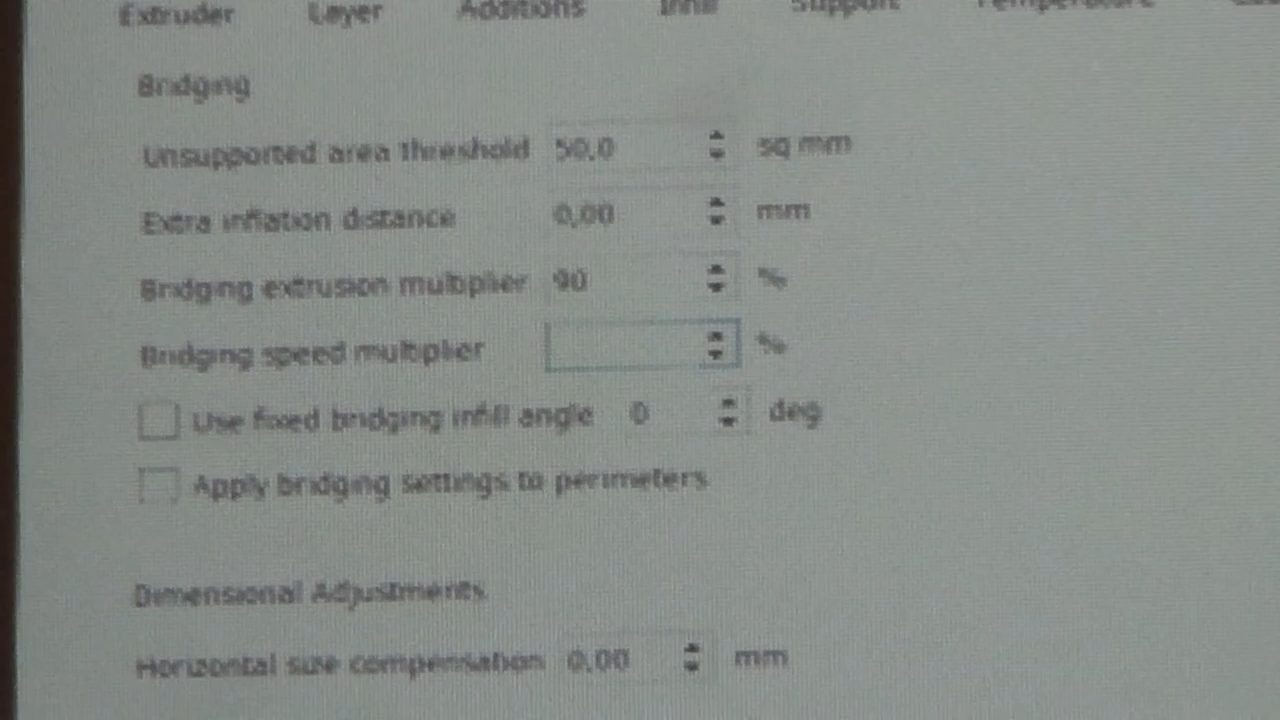 Extruder Layer Additions Infill Support Temperature
Bridging
Unsupported area threshold 50,0 sq mm
Extra inflation distance 0,00 mm
Bridging extrusion multiplier 90 %
Bridging speed multiplier %
Use fixed bridging infill angle 0 deg
Apply bridging settings to perimeters
Dimensional Adjustments
Horizontal size compensation 0,00 mm